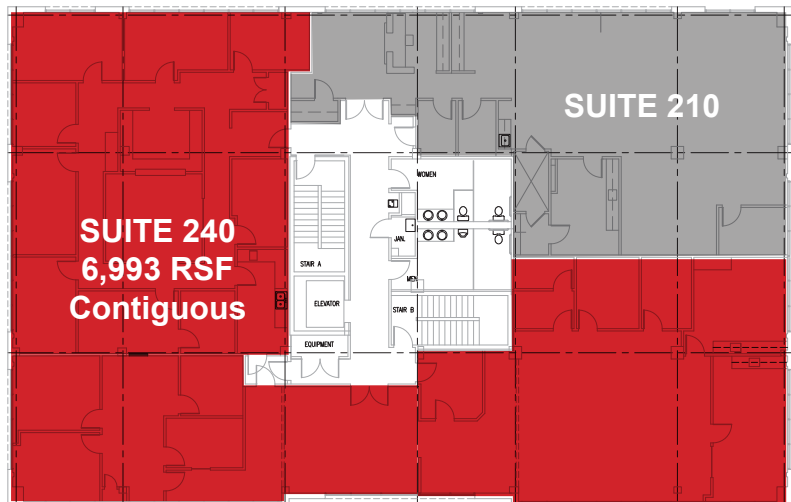 SUITE 210
WOMEN
SUITE 240
6,993 RSF
Contiguous
JAN.
STAIR A
MEN
ELEVATOR
STAIR B
EQUIPMENT